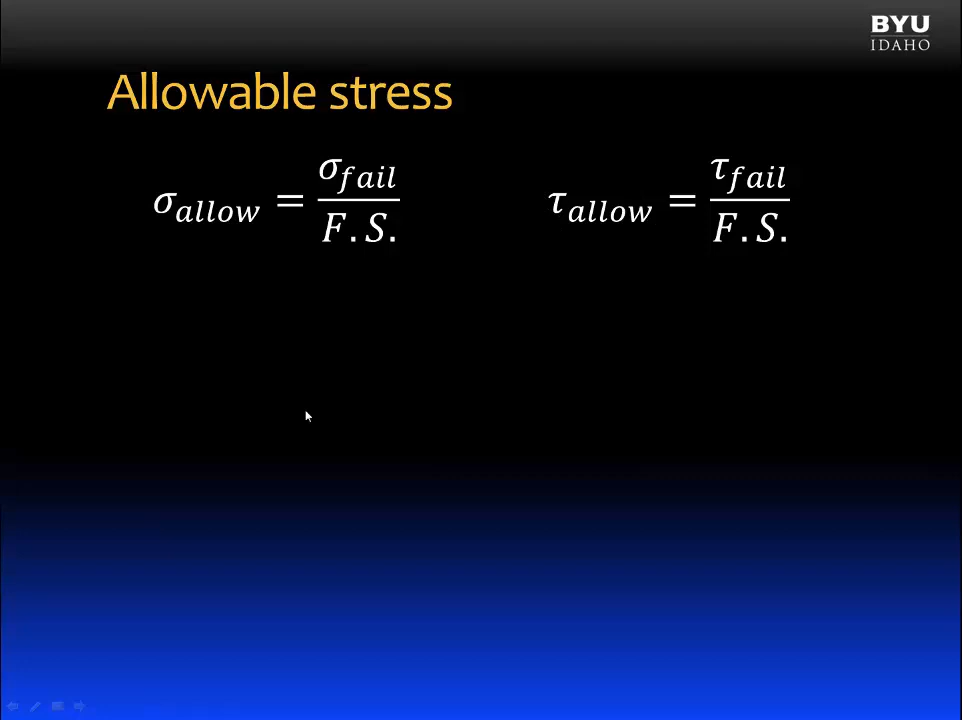 BYU
IDAHO
Allowable stress
σ_allow = σ_fail / F.S.
τ_allow = τ_fail / F.S.